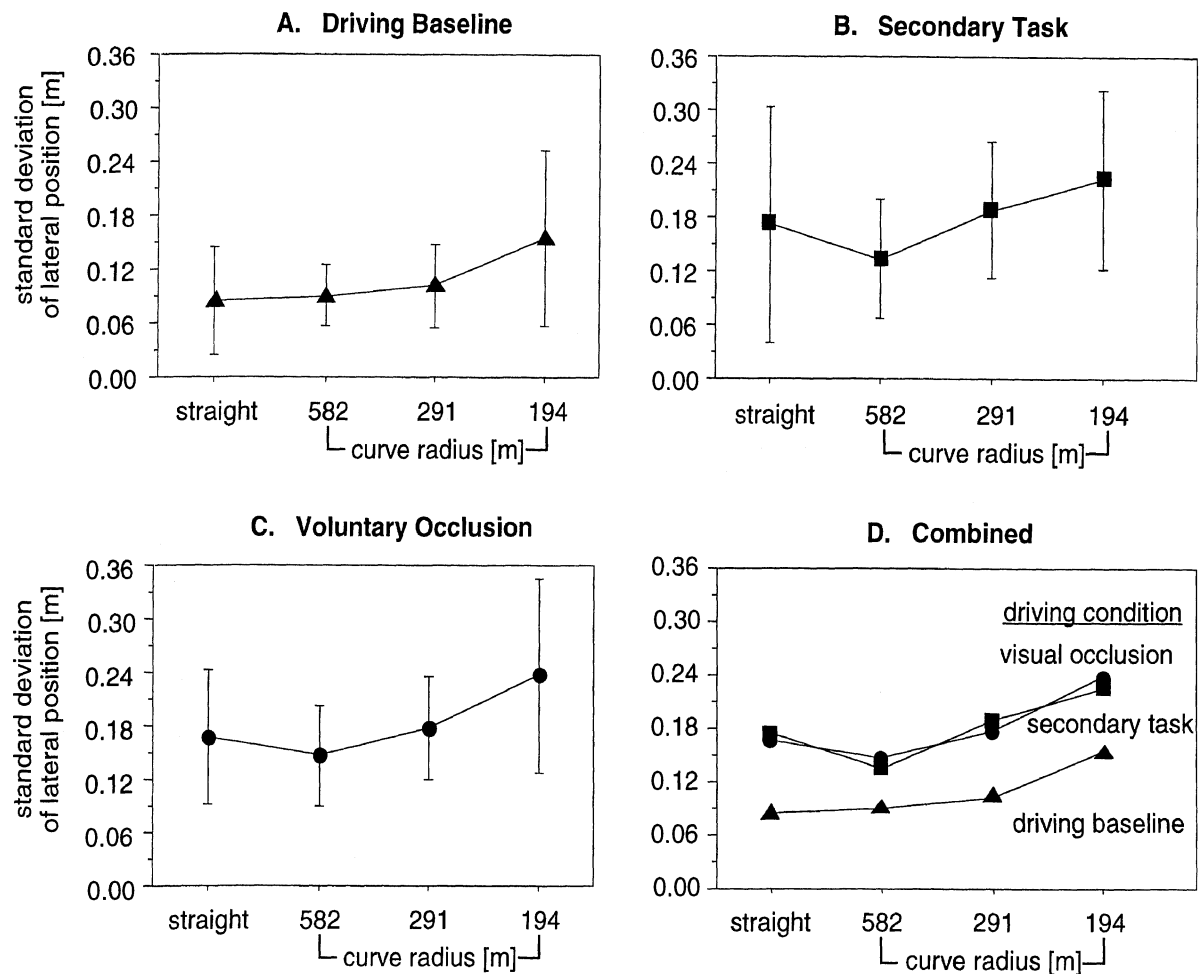 A. Driving Baseline
standard deviation
of lateral position [m]
0.36
0.30
0.24
0.18
0.12
0.06
0.00
straight 582 291 194
curve radius [m]
B. Secondary Task
0.36
0.30
0.24
0.18
0.12
0.06
0.00
straight 582 291 194
curve radius [m]
C. Voluntary Occlusion
standard deviation
of lateral position [m]
0.36
0.30
0.24
0.18
0.12
0.06
0.00
straight 582 291 194
curve radius [m]
D. Combined
0.36
0.30
0.24
0.18
0.12
0.06
0.00
driving condition
visual occlusion
secondary task
driving baseline
straight 582 291 194
curve radius [m]